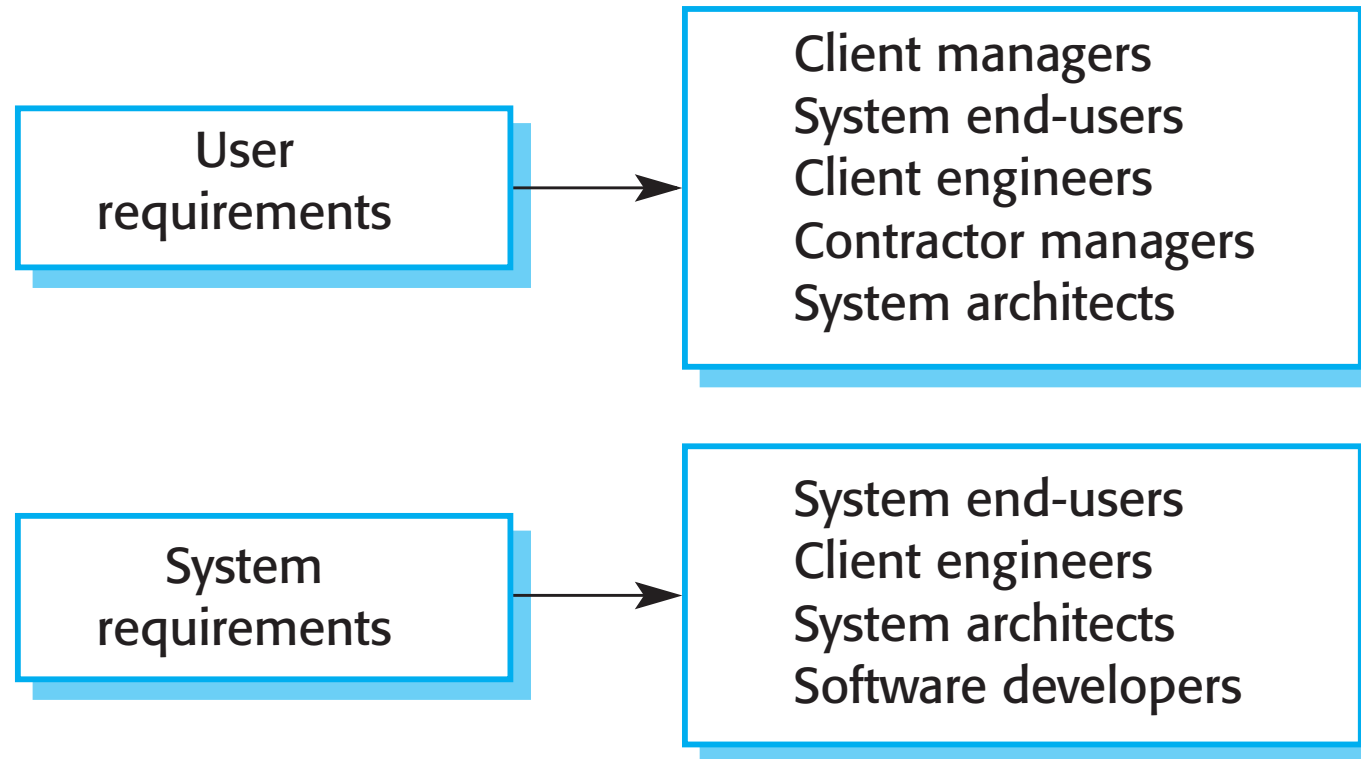 User
requirements
Client managers
System end-users
Client engineers
Contractor managers
System architects
System
requirements
System end-users
Client engineers
System architects
Software developers